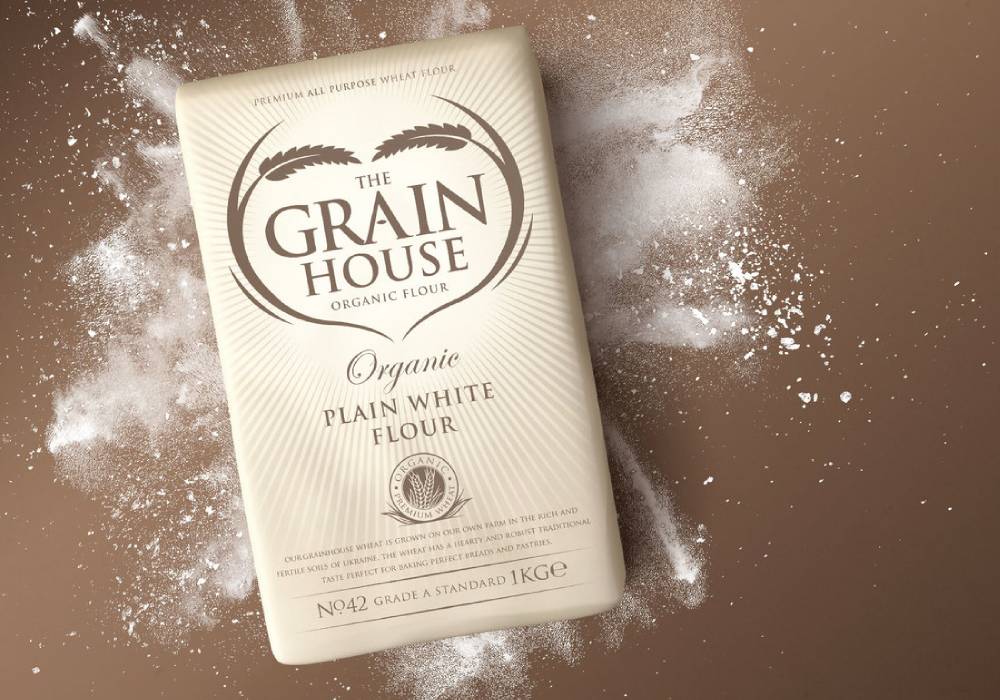 PREMIUM ALL PURPOSE WHEAT FLOUR
THE
GRAIN
HOUSE
ORGANIC FLOUR
Organic
PLAIN WHITE
FLOUR
ORGANIC
PREMIUM WHEAT
OURGRAINHOUSE WHEAT IS GROWN ON OUR OWN FARM IN THE RICH AND
FERTILE SOILS OF UKRAINE. THE WHEAT HAS A HEARTY AND ROBUST TRADITIONAL
TASTE PERFECT FOR BAKING PERFECT BREADS AND PASTRIES.
Nº42 GRADE A STANDARD 1KG℮